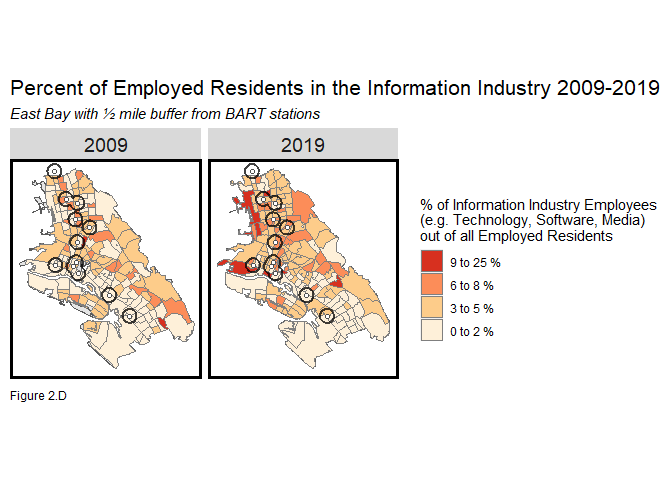 Percent of Employed Residents in the Information Industry 2009-2019
East Bay with ½ mile buffer from BART stations
2009
2019
% of Information Industry Employees
(e.g. Technology, Software, Media)
out of all Employed Residents
9 to 25 %
6 to 8 %
3 to 5 %
0 to 2 %
Figure 2.D